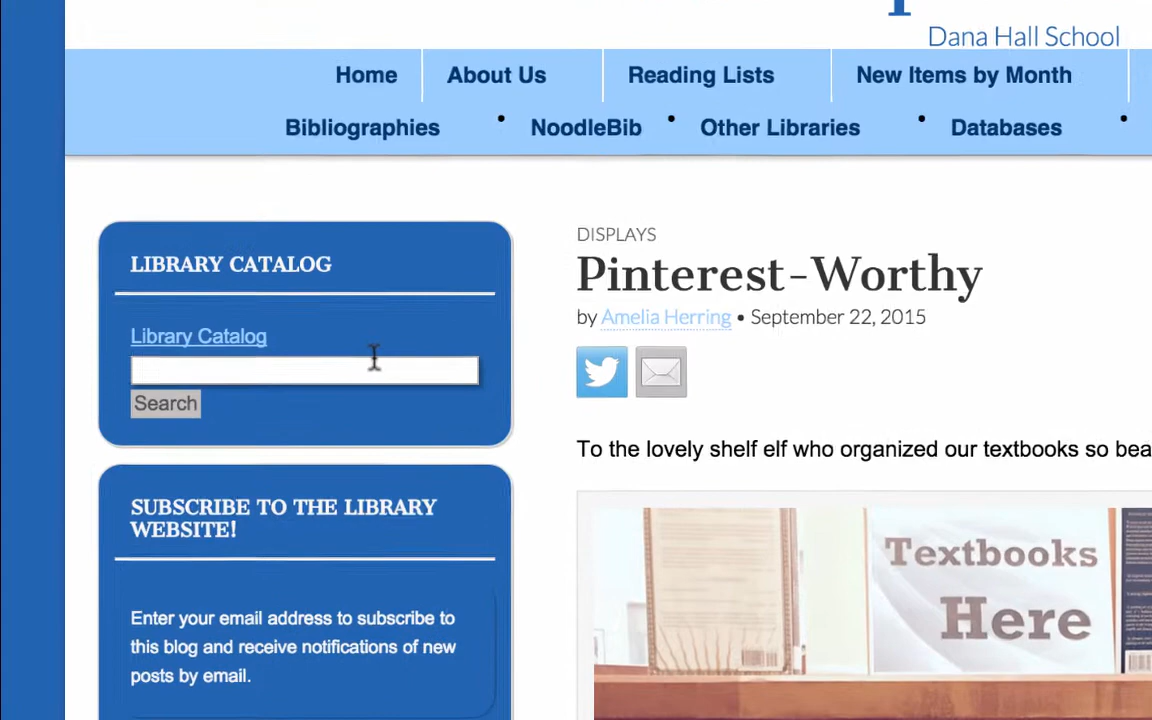 Dana Hall School
Home
About Us
Reading Lists
New Items by Month
Bibliographies
• NoodleBib
• Other Libraries
• Databases
•
LIBRARY CATALOG
Library Catalog
Search
SUBSCRIBE TO THE LIBRARY
WEBSITE!
Enter your email address to subscribe to
this blog and receive notifications of new
posts by email.
DISPLAYS
Pinterest-Worthy
by Amelia Herring • September 22, 2015
To the lovely shelf elf who organized our textbooks so
Textbooks
Here